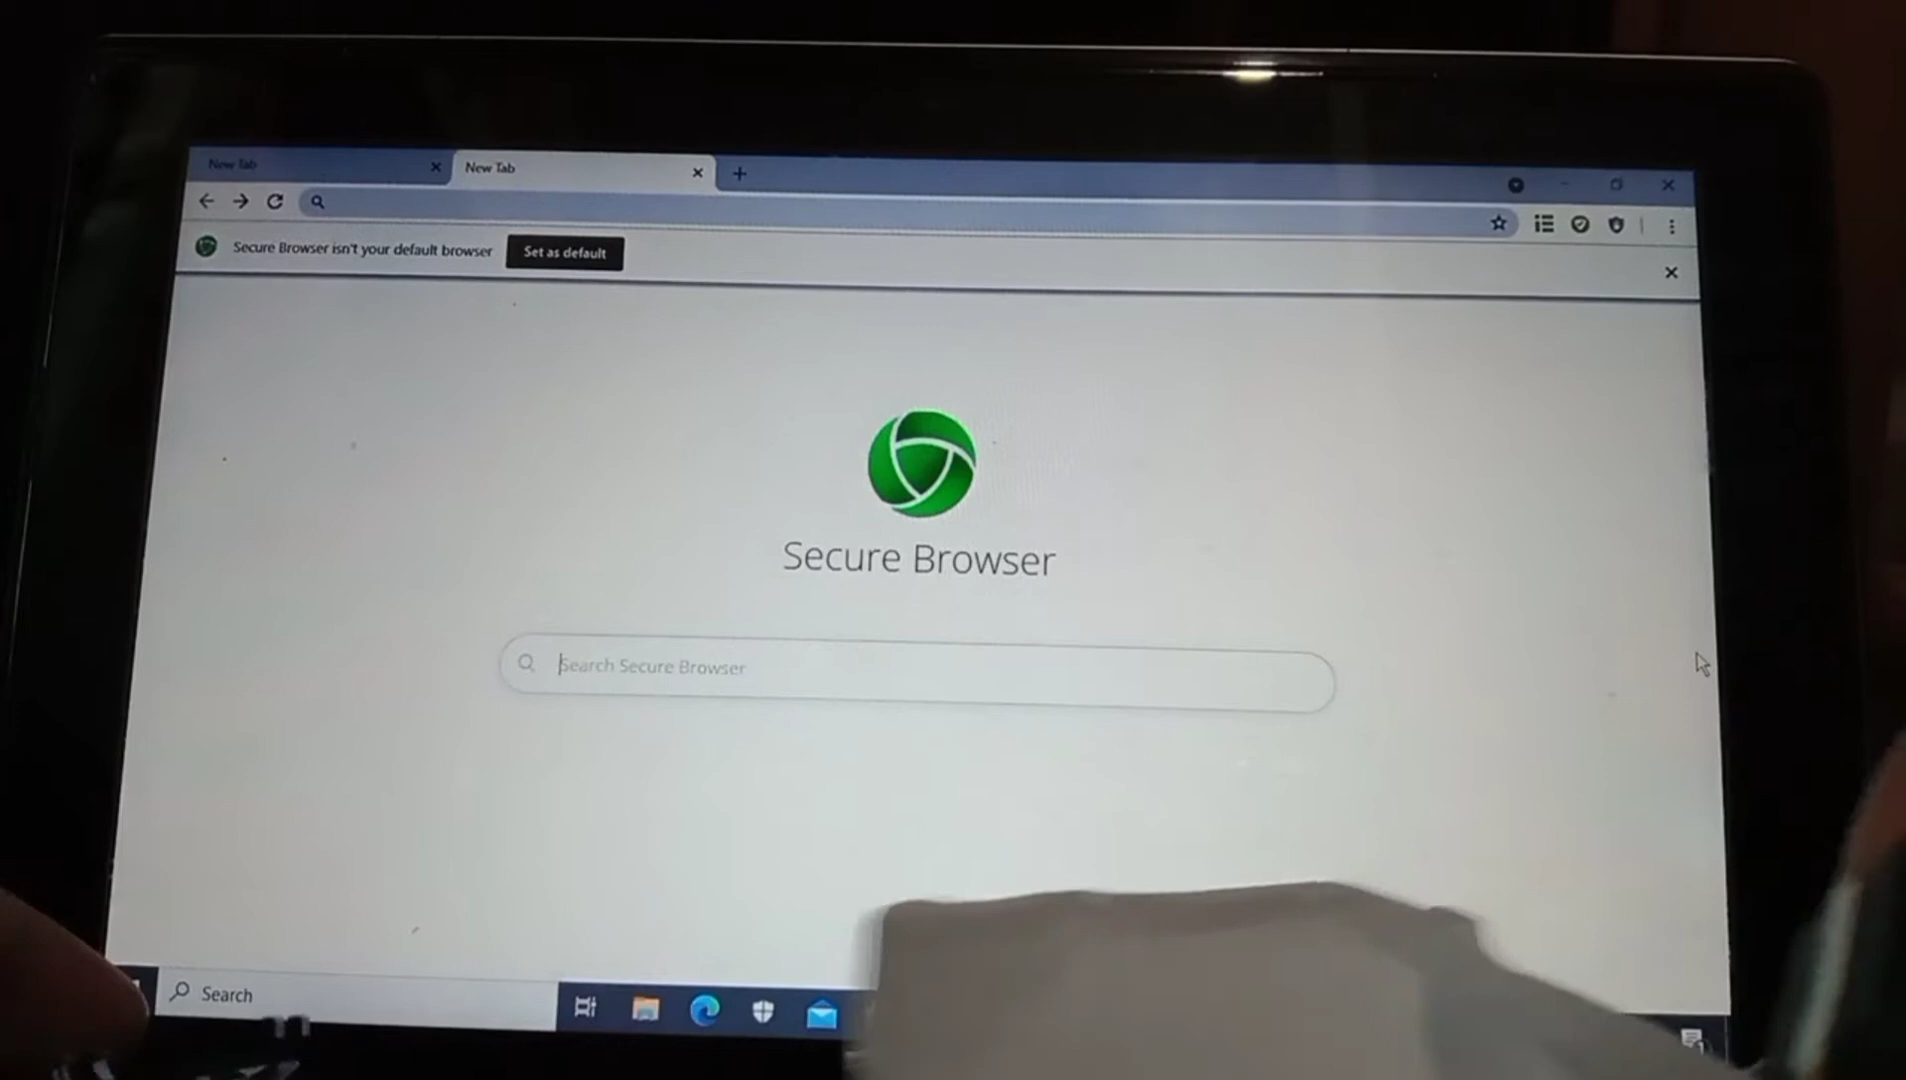 New Tab
New Tab
Secure Browser isn't your default browser
Set as default
Secure Browser
Search Secure Browser
Search